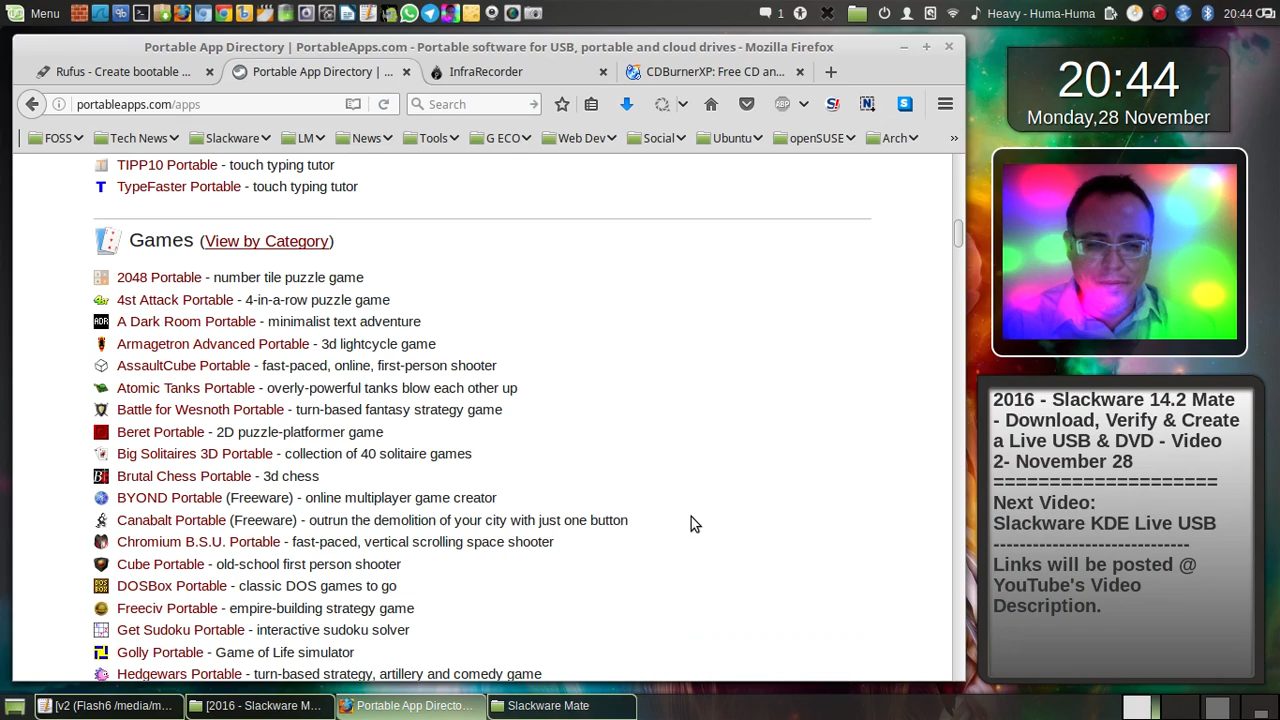 Menu
1
Heavy - Huma-Huma
20:44
Portable App Directory | PortableApps.com - Portable software for USB, portable and cloud drives - Mozilla Firefox
Rufus - Create bootable ...
Portable App Directory | ...
InfraRecorder
CDBurnerXP: Free CD an...
portableapps.com/apps
Search
ABP
FOSS
Tech News
Slackware
LM
News
Tools
G ECO
Web Dev
Social
Ubuntu
openSUSE
Arch
»
TIPP10 Portable - touch typing tutor
TypeFaster Portable - touch typing tutor
Games (View by Category)
2048 Portable - number tile puzzle game
4st Attack Portable - 4-in-a-row puzzle game
A Dark Room Portable - minimalist text adventure
Armagetron Advanced Portable - 3d lightcycle game
AssaultCube Portable - fast-paced, online, first-person shooter
Atomic Tanks Portable - overly-powerful tanks blow each other up
Battle for Wesnoth Portable - turn-based fantasy strategy game
Beret Portable - 2D puzzle-platformer game
Big Solitaires 3D Portable - collection of 40 solitaire games
Brutal Chess Portable - 3d chess
BYOND Portable (Freeware) - online multiplayer game creator
Canabalt Portable (Freeware) - outrun the demolition of your city with just one button
Chromium B.S.U. Portable - fast-paced, vertical scrolling space shooter
Cube Portable - old-school first person shooter
DOSBox Portable - classic DOS games to go
Freeciv Portable - empire-building strategy game
Get Sudoku Portable - interactive sudoku solver
Golly Portable - Game of Life simulator
Hedgewars Portable - turn-based strategy, artillery and comedy game
20:44
Monday,28 November
2016 - Slackware 14.2 Mate
- Download, Verify & Create
a Live USB & DVD - Video
2- November 28
====================
Next Video:
Slackware KDE Live USB
----------------------------
Links will be posted @
YouTube's Video
Description.
[v2 (Flash6 /media/m...
[2016 - Slackware M...
Portable App Directo...
Slackware Mate